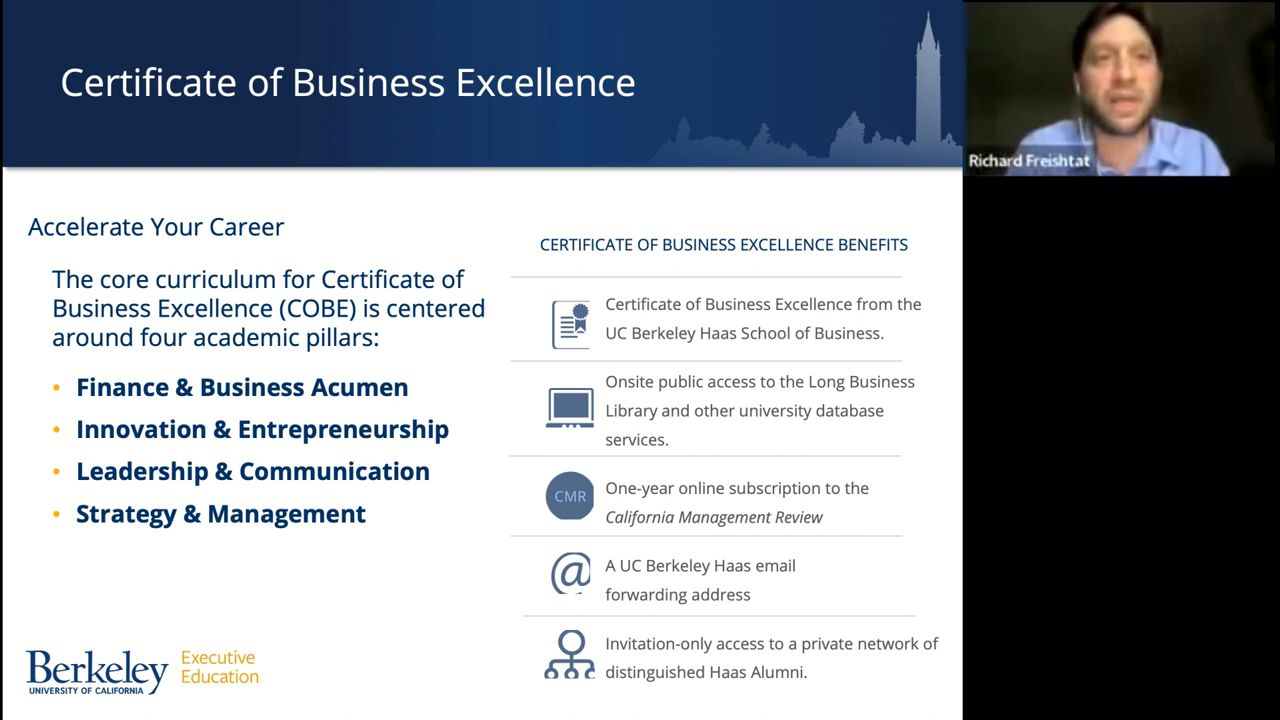 Certificate of Business Excellence
Richard Freishtat
Accelerate Your Career
The core curriculum for Certificate of
Business Excellence (COBE) is centered
around four academic pillars:
• Finance & Business Acumen
• Innovation & Entrepreneurship
• Leadership & Communication
• Strategy & Management
CERTIFICATE OF BUSINESS EXCELLENCE BENEFITS
Certificate of Business Excellence from the
UC Berkeley Haas School of Business.
Onsite public access to the Long Business
Library and other university database
services.
CMR
One-year online subscription to the
California Management Review
@
A UC Berkeley Haas email
forwarding address
Invitation-only access to a private network of
distinguished Haas Alumni.
Berkeley
UNIVERSITY OF CALIFORNIA
Executive
Education